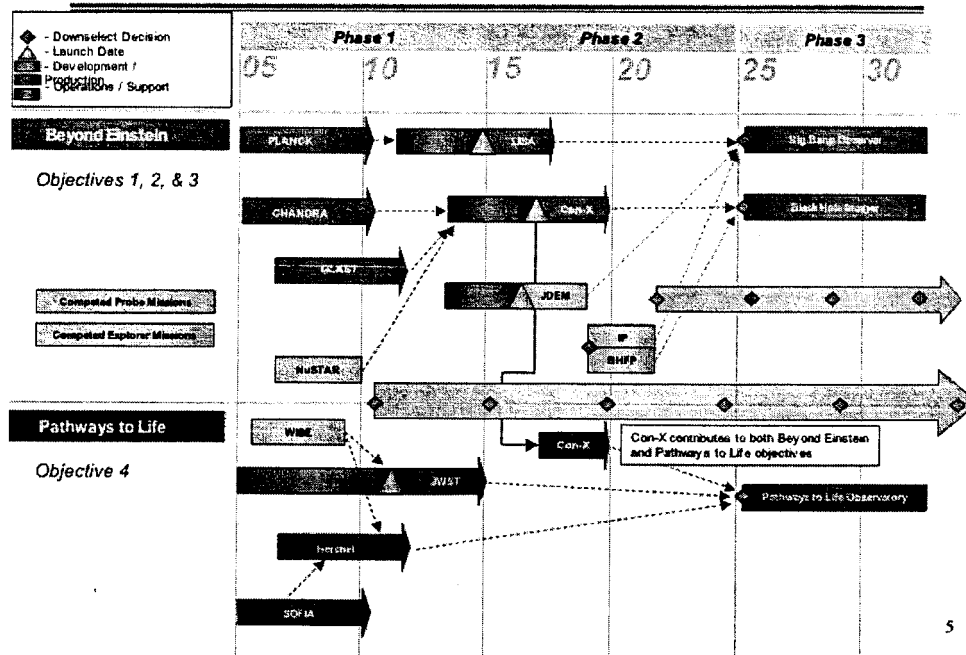 - Downselect Decision
- Launch Date
- Development /
Production
- Operations / Support
Phase 1
Phase 2
Phase 3
05
10
15
20
25
30
Beyond Einstein
Objectives 1, 2, & 3
PLANCK
LISA
Big Bang Observer
CHANDRA
Con-X
Black Hole Imager
GLAST
JDEM
Competed Probe Missions
Competed Explorer Missions
IP
BHFP
NuSTAR
Pathways to Life
Objective 4
WISE
Con-X
Con-X contributes to both Beyond Einstein
and Pathways to Life objectives
JWST
Pathways to Life Observatory
Herschel
SOFIA
5